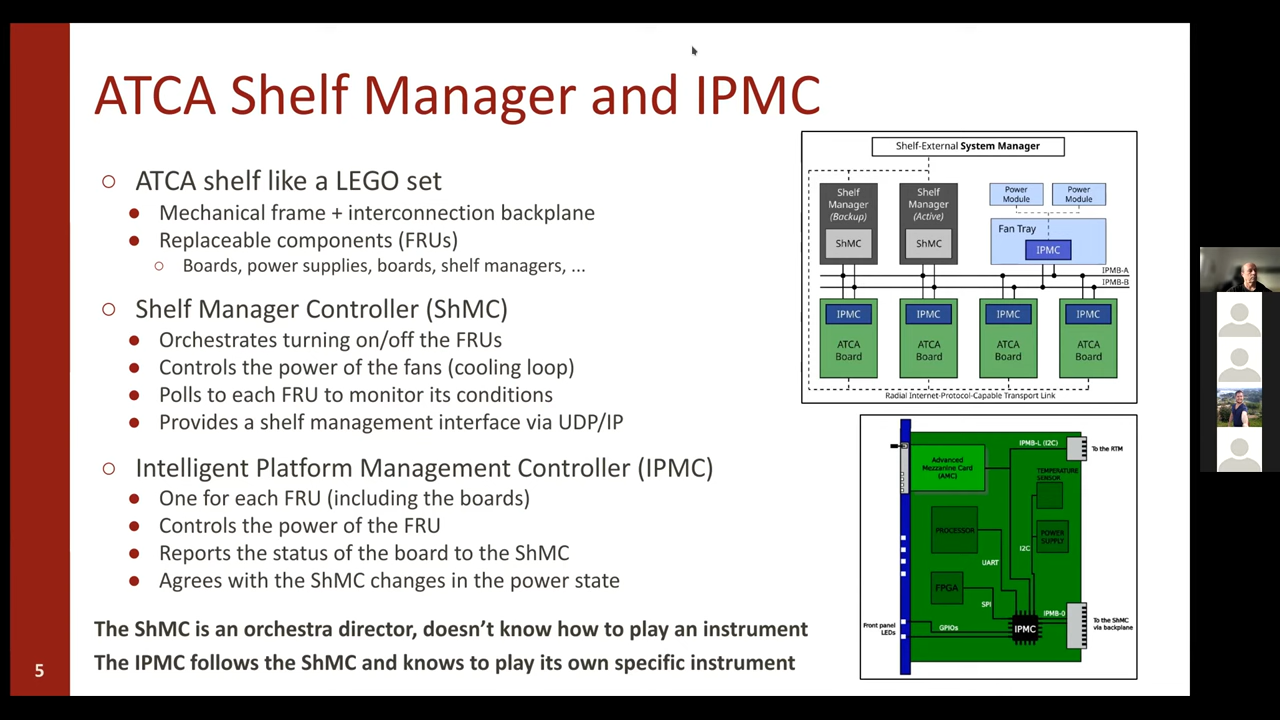 ATCA Shelf Manager and IPMC
ATCA shelf like a LEGO set
Mechanical frame + interconnection backplane
Replaceable components (FRUs)
Boards, power supplies, boards, shelf managers, ...
Shelf Manager Controller (ShMC)
Orchestrates turning on/off the FRUs
Controls the power of the fans (cooling loop)
Polls to each FRU to monitor its conditions
Provides a shelf management interface via UDP/IP
Intelligent Platform Management Controller (IPMC)
One for each FRU (including the boards)
Controls the power of the FRU
Reports the status of the board to the ShMC
Agrees with the ShMC changes in the power state
The ShMC is an orchestra director, doesn't know how to play an instrument
The IPMC follows the ShMC and knows to play its own specific instrument
5
Shelf-External System Manager
Shelf
Manager
(Backup)
ShMC
Shelf
Manager
(Active)
ShMC
Power
Module
Power
Module
Fan Tray
IPMC
IPMB-A
IPMB-B
IPMC
ATCA
Board
IPMC
ATCA
Board
IPMC
ATCA
Board
IPMC
ATCA
Board
Radial Internet-Protocol-Capable Transport Link
Advanced
Mezzanine Card
(AMC)
IPMB-L (I2C)
To the RTM
TEMPERATURE
SENSOR
PROCESSOR
POWER
SUPPLY
I2C
UART
FPGA
SPI
IPMB-0
To the ShMC
via backplane
Front panel
LEDs
GPIOs
IPMC